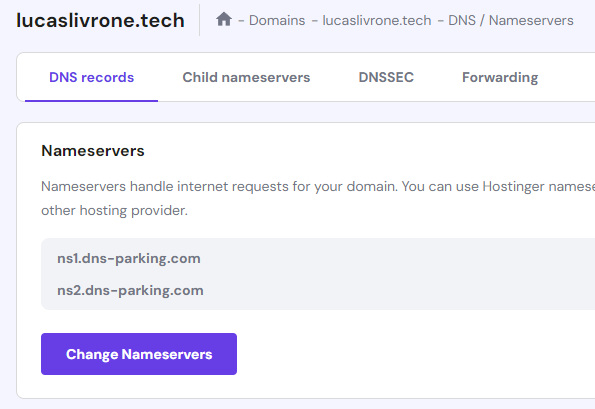 lucaslivrone.tech - Domains - lucaslivrone.tech - DNS / Nameservers
DNS records Child nameservers DNSSEC Forwarding
Nameservers
Nameservers handle internet requests for your domain. You can use Hostinger
other hosting provider.
ns1.dns-parking.com
ns2.dns-parking.com
Change Nameservers